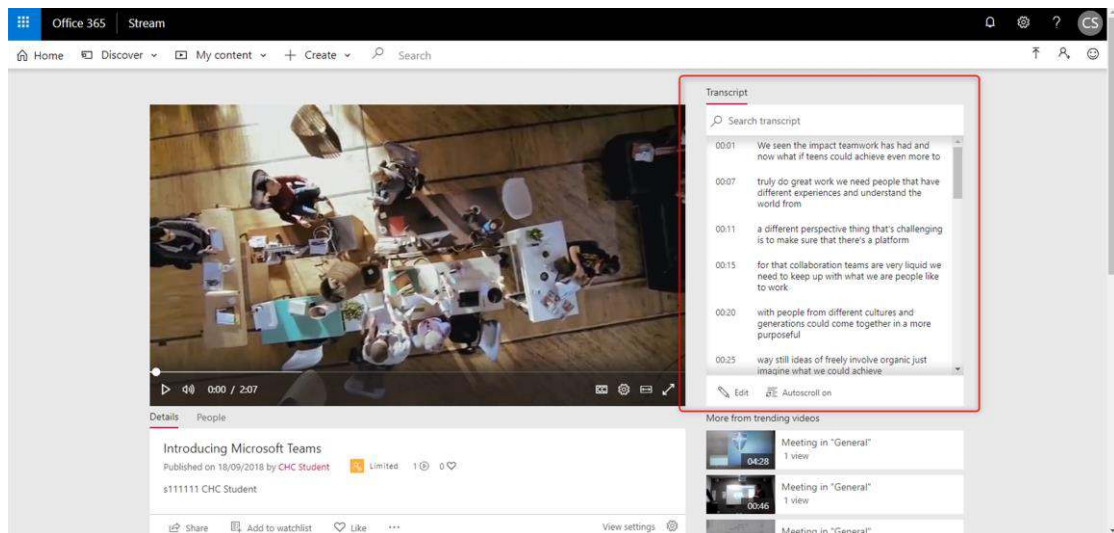 Office 365 Stream ? CS
Home Discover My content + Create Search
Transcript
Search transcript
00:01 We seen the impact teamwork has had and
now what if teens could achieve even more to
00:07 truly do great work we need people that have
different experiences and understand the
world from
00:11 a different perspective thing that's challenging
is to make sure that there's a platform
00:15 for that collaboration teams are very liquid we
need to keep up with what we are people like
to work
00:20 with people from different cultures and
generations could come together in a more
purposeful
00:25 way still ideas of freely involve organic just
imagine what we could achieve
Edit Autoscroll on
0:00 / 2:07
Details People
Introducing Microsoft Teams
Published on 18/09/2018 by CHC Student Limited 1 0
s111111 CHC Student
Share Add to watchlist Like ... View settings
More from trending videos
04:28 Meeting in "General"
1 view
00:46 Meeting in "General"
1 view
Meeting in "General"